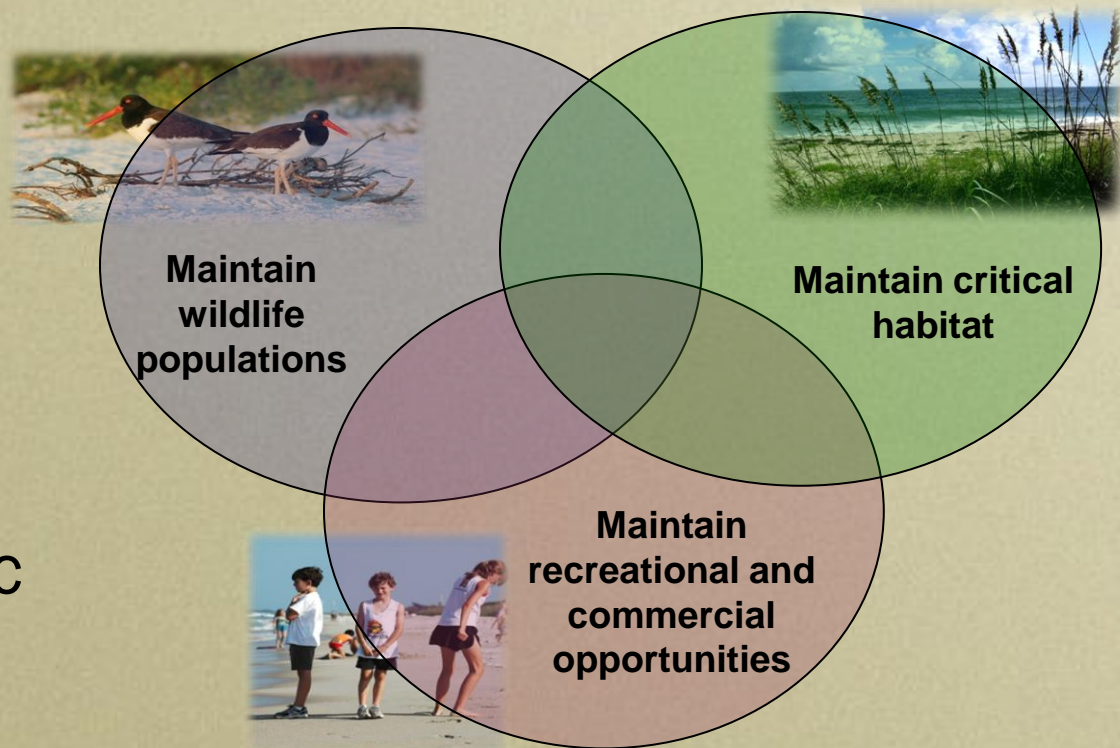 Maintain
wildlife
populations
Maintain critical
habitat
c
Maintain
recreational and
commercial
opportunities